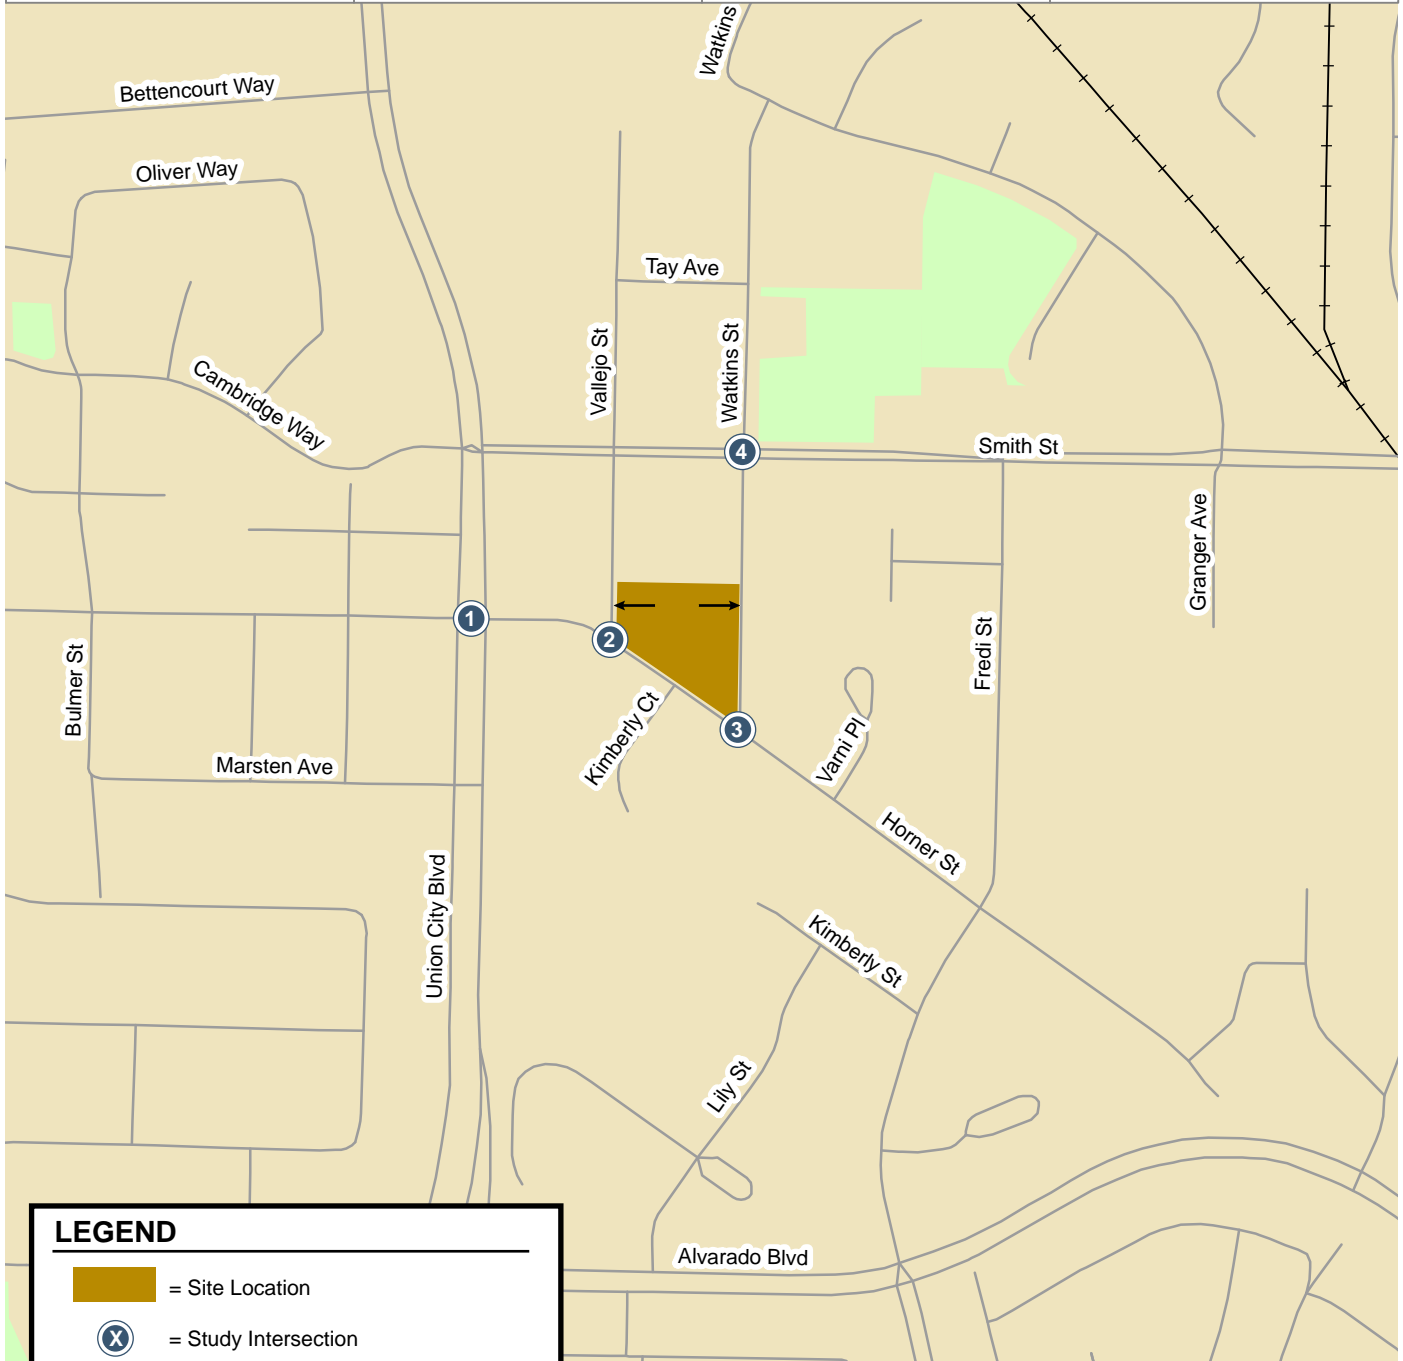 Watkins
Bettencourt Way
Oliver Way
Tay Ave
Vallejo St
Watkins St
Cambridge Way
4
Smith St
Granger Ave
1
2
Fredi St
Bulmer St
Kimberly Ct
3
Varni Pl
Marsten Ave
Horner St
Union City Blvd
Kimberly St
Lily St
Alvarado Blvd
LEGEND
= Site Location
X = Study Intersection